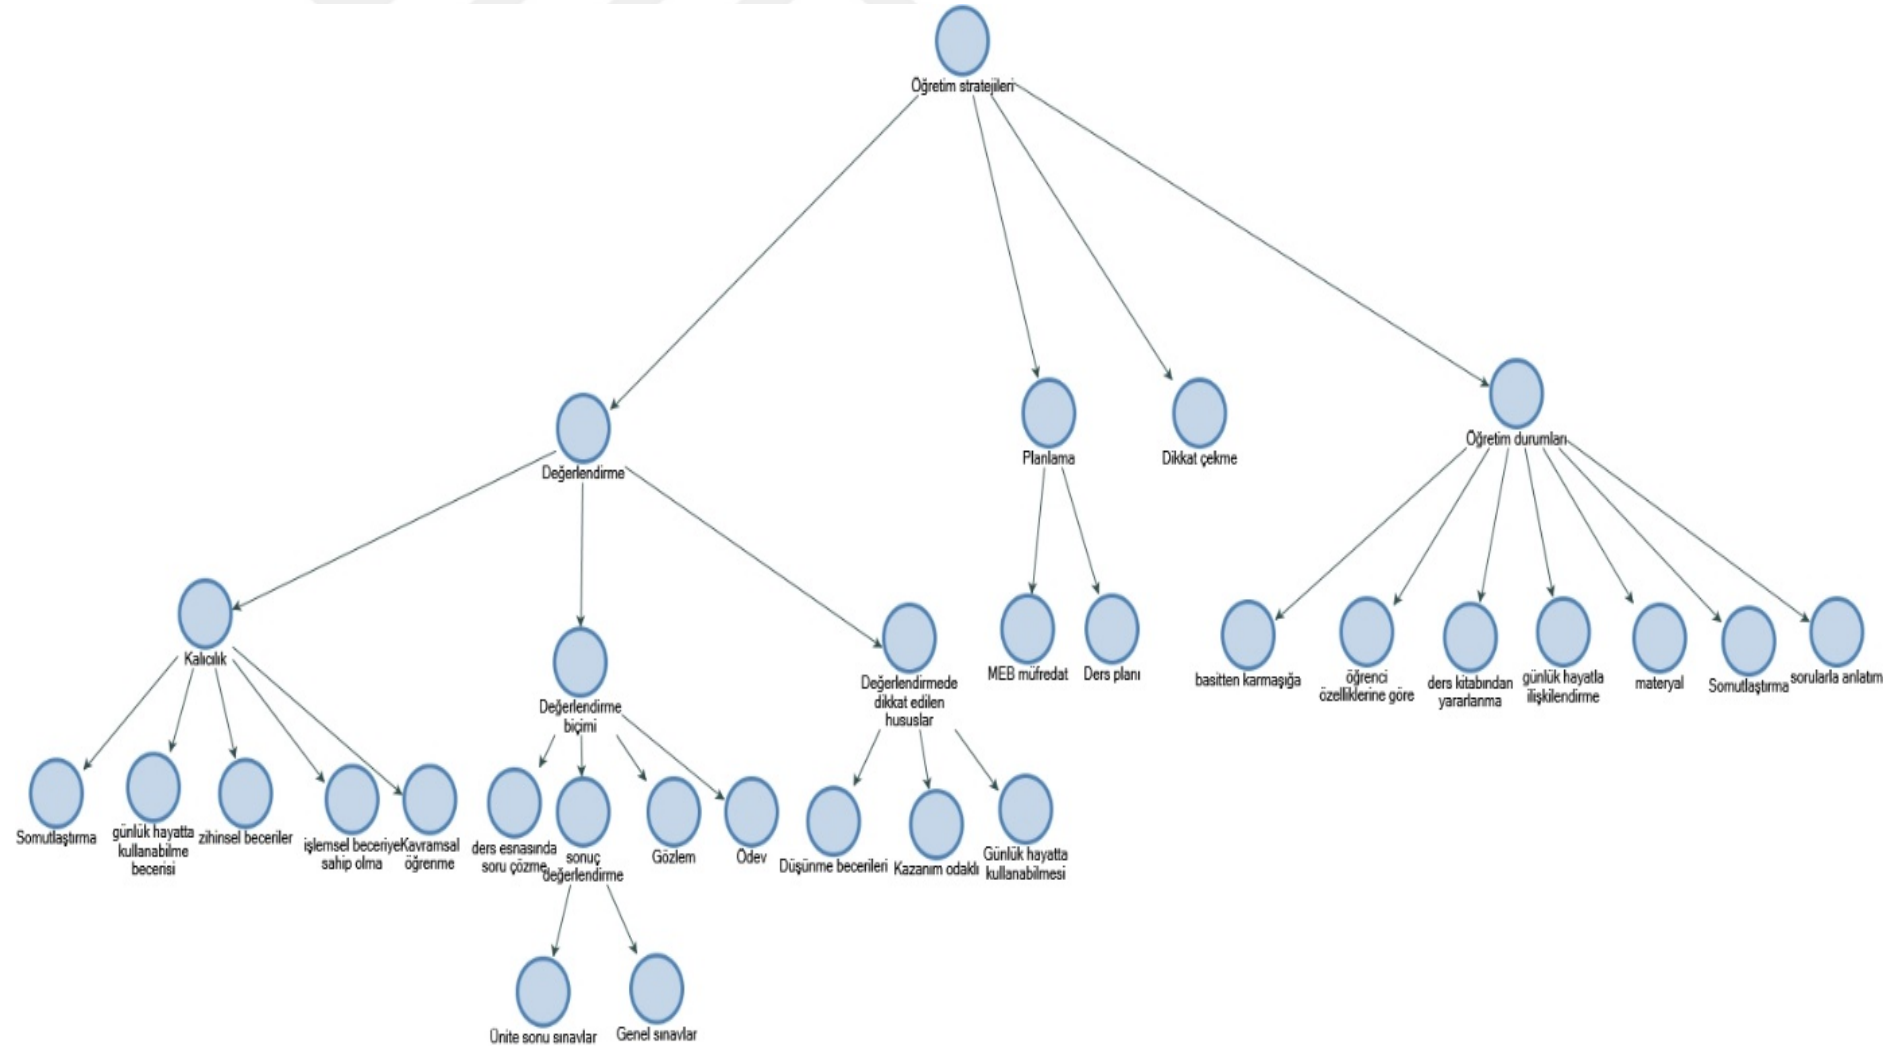 Öğretim stratejileri
Değerlendirme
Planlama
Dikkat çekme
Öğretim durumları
Kalıcılık
Değerlendirme
biçimi
Değerlendirmede
dikkat edilen
hususlar
MEB müfredat
Ders planı
basitten karmaşığa
öğrenci
özelliklerine göre
ders kitabından
yararlanma
günlük hayatla
ilişkilendirme
materyal
Somutlaştırma
sorularla anlatım
Somutlaştırma
günlük hayatta
kullanabilme
becerisi
zihinsel beceriler
işlemsel beceriye
sahip olma
Kavramsal
öğrenme
ders esnasında
soru çözme
sonuç
değerlendirme
Gözlem
Ödev
Düşünme becerileri
Kazanım odaklı
Günlük hayatta
kullanabilmesi
Ünite sonu sınavlar
Genel sınavlar